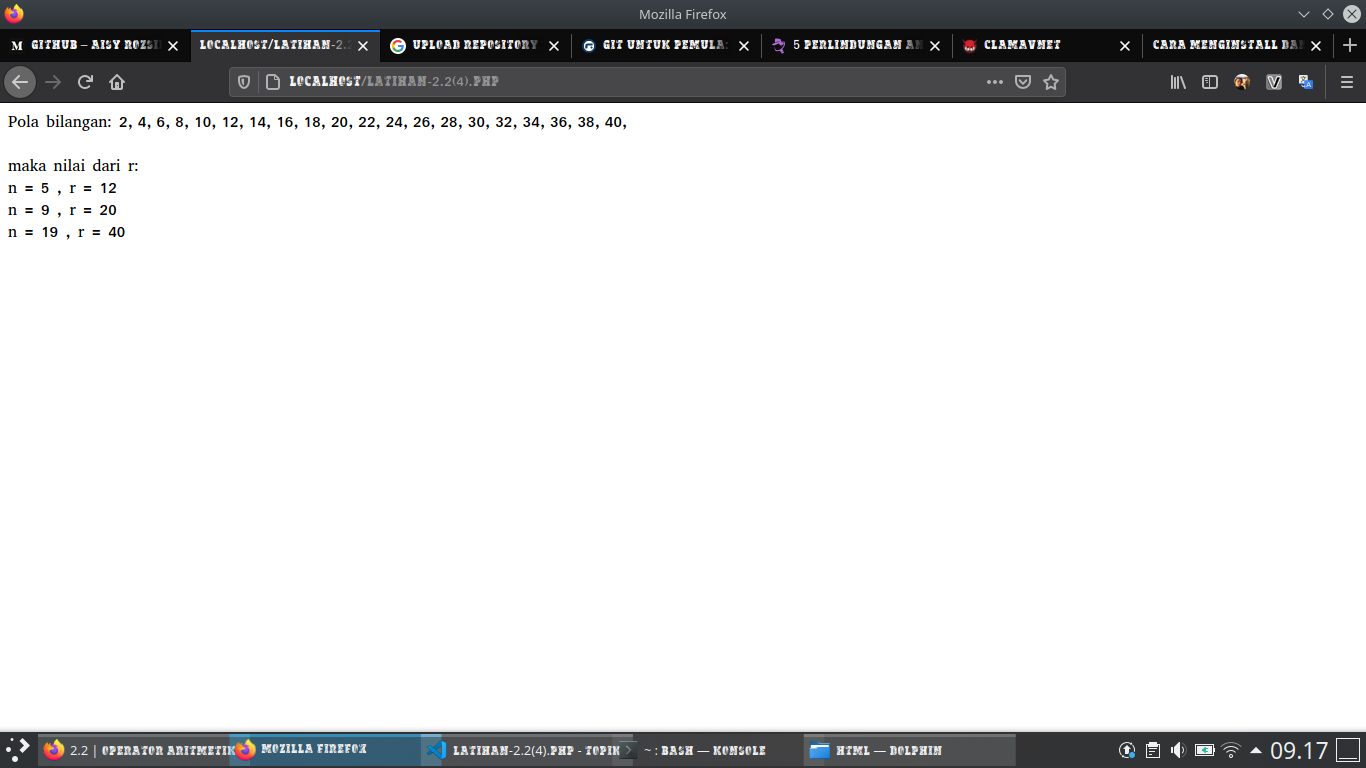 Mozilla Firefox
GITHUB – AISY ROZSI
LOCALHOST/LATIHAN-2.2
UPLOAD REPOSITORY
GIT UNTUK PEMULA
5 PERLINDUNGAN AN
CLAMAVNET
CARA MENGINSTALL DA
LOCALHOST/LATIHAN-2.2(4).PHP
Pola bilangan: 2, 4, 6, 8, 10, 12, 14, 16, 18, 20, 22, 24, 26, 28, 30, 32, 34, 36, 38, 40,
maka nilai dari r:
n = 5 , r = 12
n = 9 , r = 20
n = 19 , r = 40
2.2 | OPERATOR ARITMETIK
MOZILLA FIREFOX
LATIHAN-2.2(4).PHP - TOPIK
~ : BASH — KONSOLE
HTML — DOLPHIN
09.17